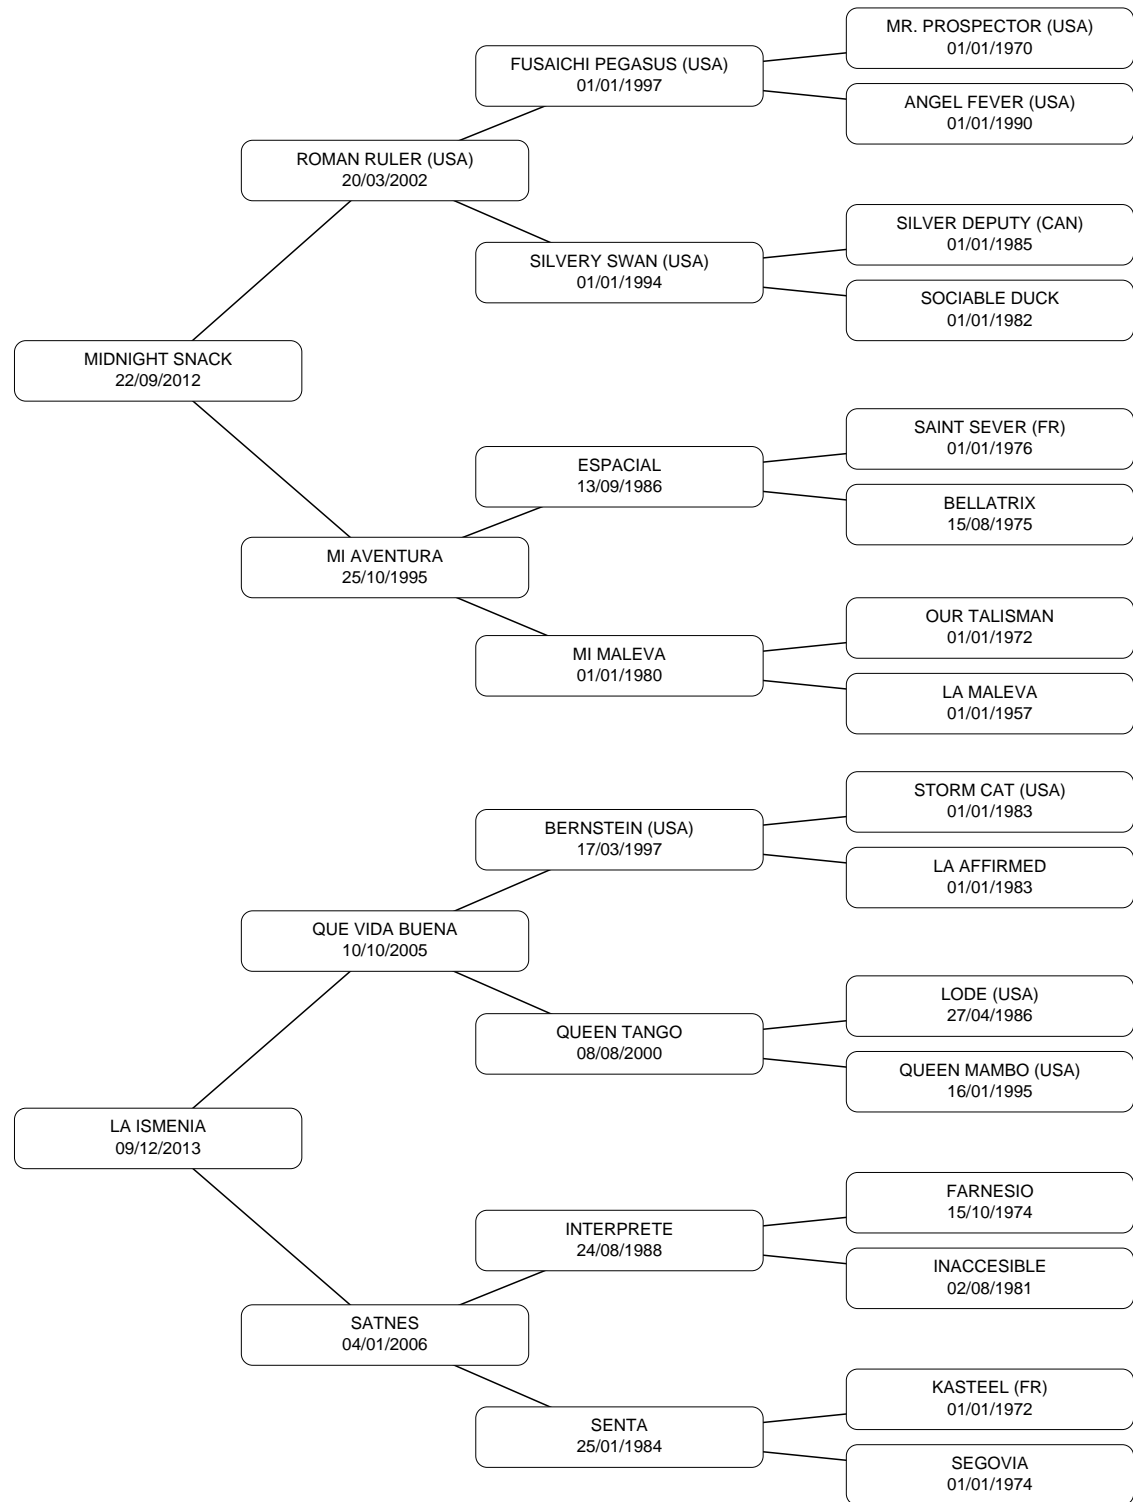 MR. PROSPECTOR (USA)
01/01/1970
FUSAICHI PEGASUS (USA)
01/01/1997
ANGEL FEVER (USA)
01/01/1990
ROMAN RULER (USA)
20/03/2002
SILVER DEPUTY (CAN)
01/01/1985
SILVERY SWAN (USA)
01/01/1994
SOCIABLE DUCK
01/01/1982
MIDNIGHT SNACK
22/09/2012
SAINT SEVER (FR)
01/01/1976
ESPACIAL
13/09/1986
BELLATRIX
15/08/1975
MI AVENTURA
25/10/1995
OUR TALISMAN
01/01/1972
MI MALEVA
01/01/1980
LA MALEVA
01/01/1957
STORM CAT (USA)
01/01/1983
BERNSTEIN (USA)
17/03/1997
LA AFFIRMED
01/01/1983
QUE VIDA BUENA
10/10/2005
LODE (USA)
27/04/1986
QUEEN TANGO
08/08/2000
QUEEN MAMBO (USA)
16/01/1995
LA ISMENIA
09/12/2013
FARNESIO
15/10/1974
INTERPRETE
24/08/1988
INACCESIBLE
02/08/1981
SATNES
04/01/2006
KASTEEL (FR)
01/01/1972
SENTA
25/01/1984
SEGOVIA
01/01/1974